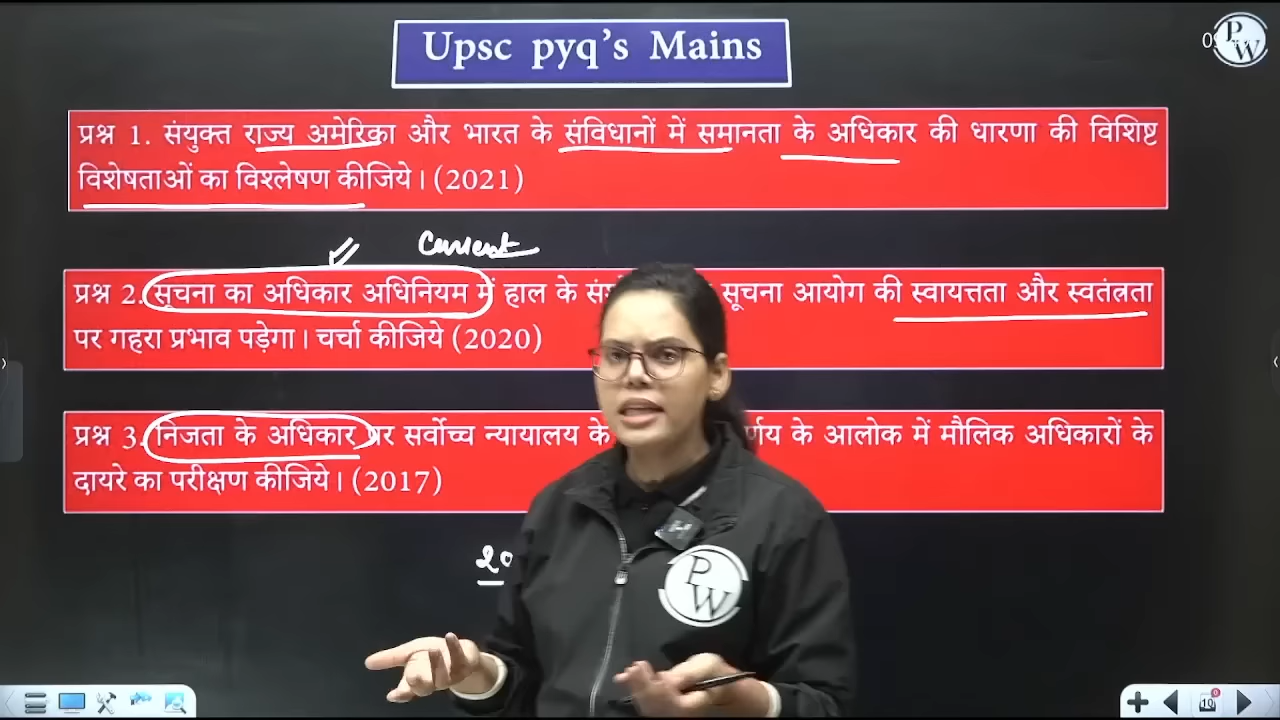 Upsc pyq's Mains
प्रश्न 1. संयुक्त राज्य अमेरिका और भारत के संविधानों में समानता के अधिकार की धारणा की विशिष्ट
विशेषताओं का विश्लेषण कीजिये। (2021)
Current
प्रश्न 2. सूचना का अधिकार अधिनियम में हाल के सूचना आयोग की स्वायत्तता और स्वतंत्रता
पर गहरा प्रभाव पड़ेगा। चर्चा कीजिये (2020)
प्रश्न 3. निजता के अधिकार पर सर्वोच्च न्यायालय के के आलोक में मौलिक अधिकारों के
दायरे का परीक्षण कीजिये। (2017)
PW
PW